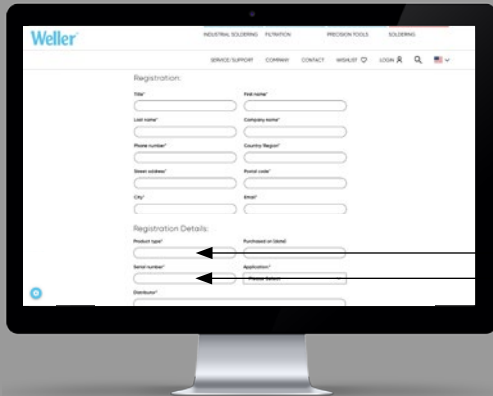 Weller
INDUSTRIAL SOLDERING FILTRATION PRECISION TOOLS SOLDERING
SERVICE/ SUPPORT COMPANY CONTACT WISHLIST LOGIN
Registration:
Title* First name*
Last name* Company name*
Phone number* Country/ Region*
Street address* Postal code*
City* Email*
Registration Details:
Product type* Purchased on (date)
Serial number* Application:*
Please Select
Distributor*